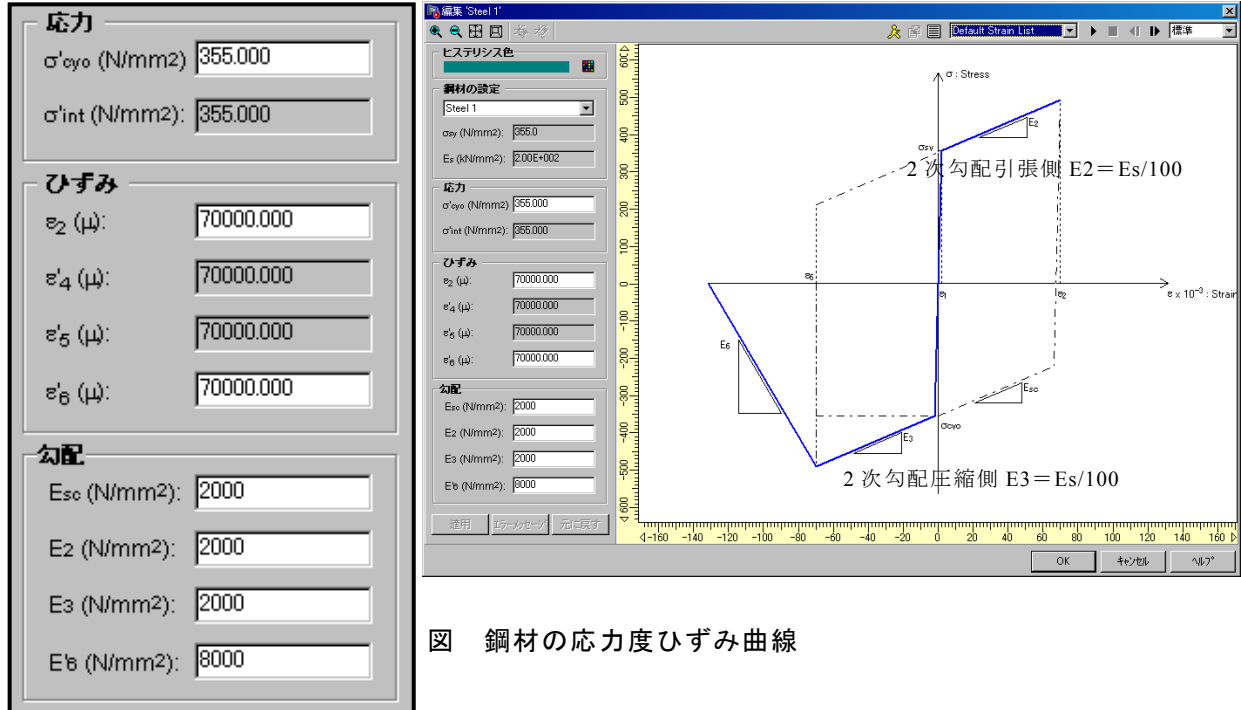 応力
σ'cyo (N/mm2) 355.000
σ'int (N/mm2): 355.000
ひずみ
ε2 (μ): 70000.000
ε'4 (μ): 70000.000
ε'5 (μ): 70000.000
ε'6 (μ): 70000.000
勾配
Esc (N/mm2): 2000
E2 (N/mm2): 2000
E3 (N/mm2): 2000
E'6 (N/mm2): 8000
編集 'Steel 1'
Default Strain List
標準
ヒステリシス色
鋼材の設定
Steel 1
σsy (N/mm2): 355.0
Es (kN/mm2): 2.00E+002
応力
σ'cyo (N/mm2) 355.000
σ'int (N/mm2): 355.000
ひずみ
ε2 (μ): 70000.000
ε'4 (μ): 70000.000
ε'5 (μ): 70000.000
ε'6 (μ): 70000.000
勾配
Esc (N/mm2): 2000
E2 (N/mm2): 2000
E3 (N/mm2): 2000
E'6 (N/mm2): 8000
適用 エラーメッセージ 元に戻す
600
500
400
300
200
100
0
-100
-200
-300
-400
-500
-600
σ : Stress
E2
σsy
2 次勾配引張側 E2＝Es/100
ε6
ε1
ε2
ε x 10⁻³ : Strain
E6
Esc
σcyo
E3
2 次勾配圧縮側 E3＝Es/100
-160 -140 -120 -100 -80 -60 -40 -20 0 20 40 60 80 100 120 140 160
OK キャンセル ヘルプ
図 鋼材の応力度ひずみ曲線